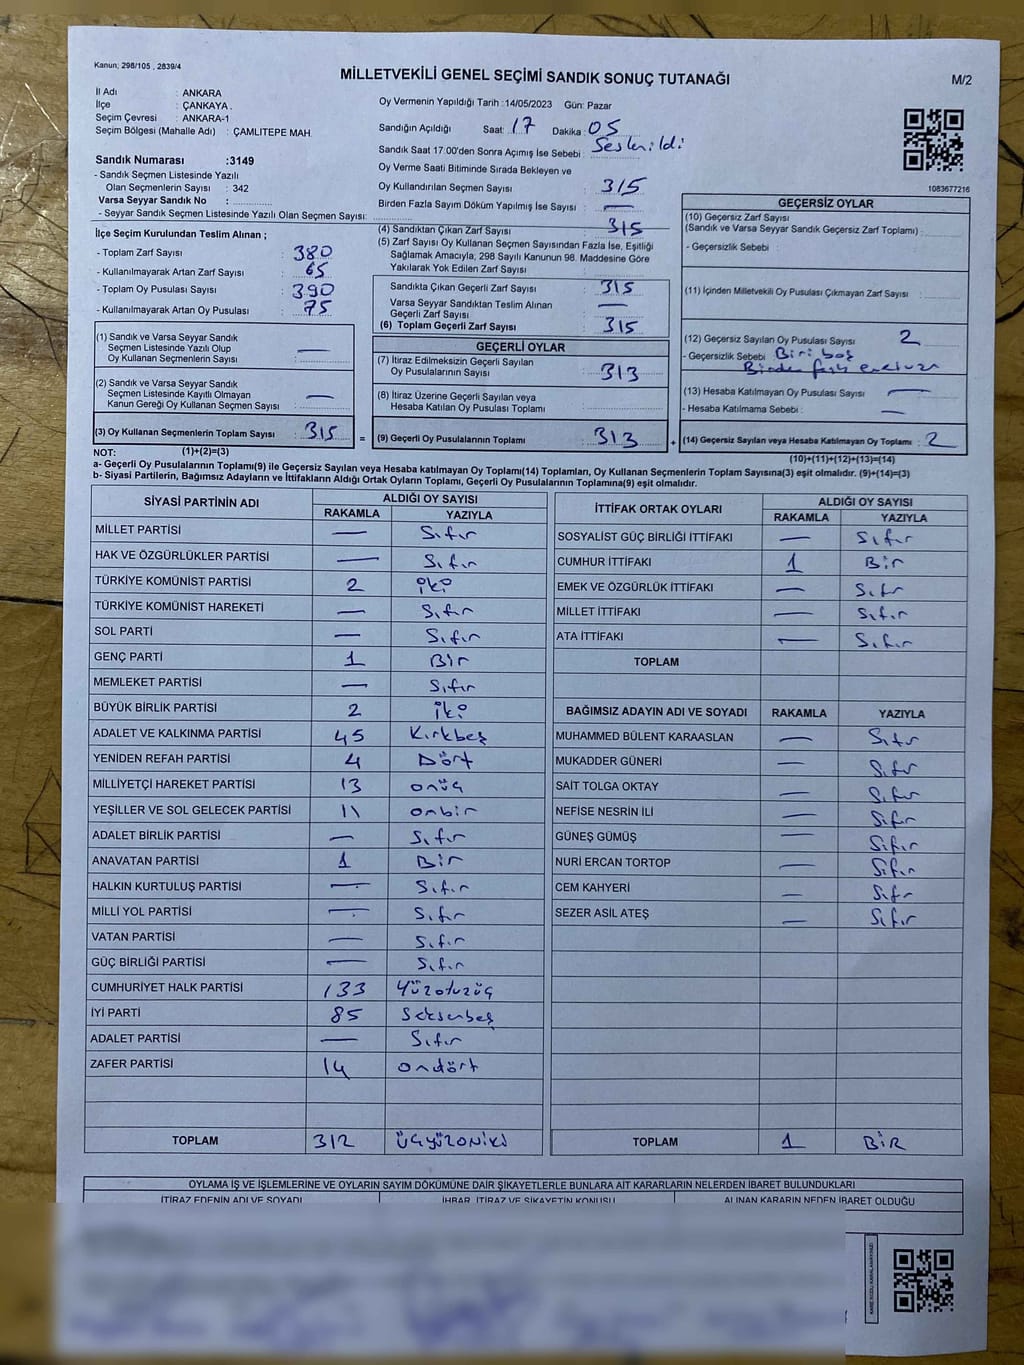 Kanun; 298/105 , 2839/4
MİLLETVEKİLİ GENEL SEÇİMİ SANDIK SONUÇ TUTANAĞI
M/2
İl Adı : ANKARA
İlçe : ÇANKAYA .
Seçim Çevresi : ANKARA-1
Seçim Bölgesi (Mahalle Adı) : ÇAMLITEPE MAH.
Sandık Numarası :3149
- Sandık Seçmen Listesinde Yazılı
Olan Seçmenlerin Sayısı : 342
Varsa Seyyar Sandık No :
- Seyyar Sandık Seçmen Listesinde Yazılı Olan Seçmen Sayısı:
İlçe Seçim Kurulundan Teslim Alınan ;
- Toplam Zarf Sayısı : 380
- Kullanılmayarak Artan Zarf Sayısı : 65
- Toplam Oy Pusulası Sayısı : 390
- Kullanılmayarak Artan Oy Pusulası : 75
Oy Vermenin Yapıldığı Tarih :14/05/2023 Gün: Pazar
Sandığın Açıldığı Saat: 17 Dakika: 05
Sandık Saat 17:00'den Sonra Açımış İse Sebebi : Seslenildi
Oy Verme Saati Bitiminde Sırada Bekleyen ve
Oy Kullandırılan Seçmen Sayısı : 315
Birden Fazla Sayım Döküm Yapılmış İse Sayısı : —
(4) Sandıktan Çıkan Zarf Sayısı : 315
(5) Zarf Sayısı Oy Kullanan Seçmen Sayısından Fazla İse, Eşitliği
Sağlamak Amacıyla, 298 Sayılı Kanunun 98. Maddesine Göre
Yakılarak Yok Edilen Zarf Sayısı :
Sandıkta Çıkan Geçerli Zarf Sayısı : 315
Varsa Seyyar Sandıktan Teslim Alınan
Geçerli Zarf Sayısı : —
(6) Toplam Geçerli Zarf Sayısı : 315
1083677216
GEÇERSİZ OYLAR
(10) Geçersiz Zarf Sayısı
(Sandık ve Varsa Seyyar Sandık Geçersiz Zarf Toplamı) :
- Geçersizlik Sebebi :
(11) İçinden Milletvekili Oy Pusulası Çıkmayan Zarf Sayısı :
(12) Geçersiz Sayılan Oy Pusulası Sayısı : 2
- Geçersizlik Sebebi : Biri boş
Birden fazla
(13) Hesaba Katılmayan Oy Pusulası Sayısı : —
- Hesaba Katılmama Sebebi : —
(14) Geçersiz Sayılan veya Hesaba Katılmayan Oy Toplamı : 2
(10)+(11)+(12)+(13)=(14)
(1) Sandık ve Varsa Seyyar Sandık
Seçmen Listesinde Yazılı Olup
Oy Kullanan Seçmenlerin Sayısı : —
(2) Sandık ve Varsa Seyyar Sandık
Seçmen Listesinde Kayıtlı Olmayan
Kanun Gereği Oy Kullanan Seçmen Sayısı : —
(3) Oy Kullanan Seçmenlerin Toplam Sayısı : 315
(1)+(2)=(3)
GEÇERLİ OYLAR
(7) İtiraz Edilmeksizin Geçerli Sayılan
Oy Pusulalarının Sayısı : 313
(8) İtiraz Üzerine Geçerli Sayılan veya
Hesaba Katılan Oy Pusulası Toplamı :
= (9) Geçerli Oy Pusulalarının Toplamı : 313 +
NOT:
a- Geçerli Oy Pusulalarının Toplamı(9) ile Geçersiz Sayılan veya Hesaba katılmayan Oy Toplamı(14) Toplamları, Oy Kullanan Seçmenlerin Toplam Sayısına(3) eşit olmalıdır. (9)+(14)=(3)
b- Siyasi Partilerin, Bağımsız Adayların ve İttifakların Aldığı Ortak Oyların Toplamı, Geçerli Oy Pusulalarının Toplamına(9) eşit olmalıdır.
SİYASİ PARTİNİN ADI ALDIĞI OY SAYISI
RAKAMLA YAZIYLA
MİLLET PARTİSİ — Sıfır
HAK VE ÖZGÜRLÜKLER PARTİSİ — Sıfır
TÜRKİYE KOMÜNİST PARTİSİ 2 iki
TÜRKİYE KOMÜNİST HAREKETİ — Sıfır
SOL PARTİ — Sıfır
GENÇ PARTİ 1 Bir
MEMLEKET PARTİSİ — Sıfır
BÜYÜK BİRLİK PARTİSİ 2 iki
ADALET VE KALKINMA PARTİSİ 45 Kırkbeş
YENİDEN REFAH PARTİSİ 4 Dört
MİLLİYETÇİ HAREKET PARTİSİ 13 onüç
YEŞİLLER VE SOL GELECEK PARTİSİ 11 onbir
ADALET BİRLİK PARTİSİ — Sıfır
ANAVATAN PARTİSİ 1 Bir
HALKIN KURTULUŞ PARTİSİ — Sıfır
MİLLİ YOL PARTİSİ — Sıfır
VATAN PARTİSİ — Sıfır
GÜÇ BİRLİĞİ PARTİSİ — Sıfır
CUMHURİYET HALK PARTİSİ 133 Yüzotuzüç
İYİ PARTİ 85 Seksenbeş
ADALET PARTİSİ — Sıfır
ZAFER PARTİSİ 14 ondört
TOPLAM 312 ÜÇYÜZONİKİ
İTTİFAK ORTAK OYLARI ALDIĞI OY SAYISI
RAKAMLA YAZIYLA
SOSYALİST GÜÇ BİRLİĞİ İTTİFAKI — Sıfır
CUMHUR İTTİFAKI 1 Bir
EMEK VE ÖZGÜRLÜK İTTİFAKI — Sıfır
MİLLET İTTİFAKI — Sıfır
ATA İTTİFAKI — Sıfır
TOPLAM
BAĞIMSIZ ADAYIN ADI VE SOYADI RAKAMLA YAZIYLA
MUHAMMED BÜLENT KARAASLAN — Sıfır
MUKADDER GÜNERİ — Sıfır
SAİT TOLGA OKTAY — Sıfır
NEFİSE NESRİN İLİ — Sıfır
GÜNEŞ GÜMÜŞ — Sıfır
NURİ ERCAN TORTOP — Sıfır
CEM KAHYERİ — Sıfır
SEZER ASİL ATEŞ — Sıfır
TOPLAM 1 BİR
OYLAMA İŞ VE İŞLEMLERİNE VE OYLARIN SAYIM DÖKÜMÜNE DAİR ŞİKAYETLERLE BUNLARA AİT KARARLARIN NELERDEN İBARET BULUNDUKLARI
İTİRAZ EDENİN ADI VE SOYADI İHBAR, İTİRAZ VE ŞİKAYETİN KONUSU ALINAN KARARIN NEDEN İBARET OLDUĞU